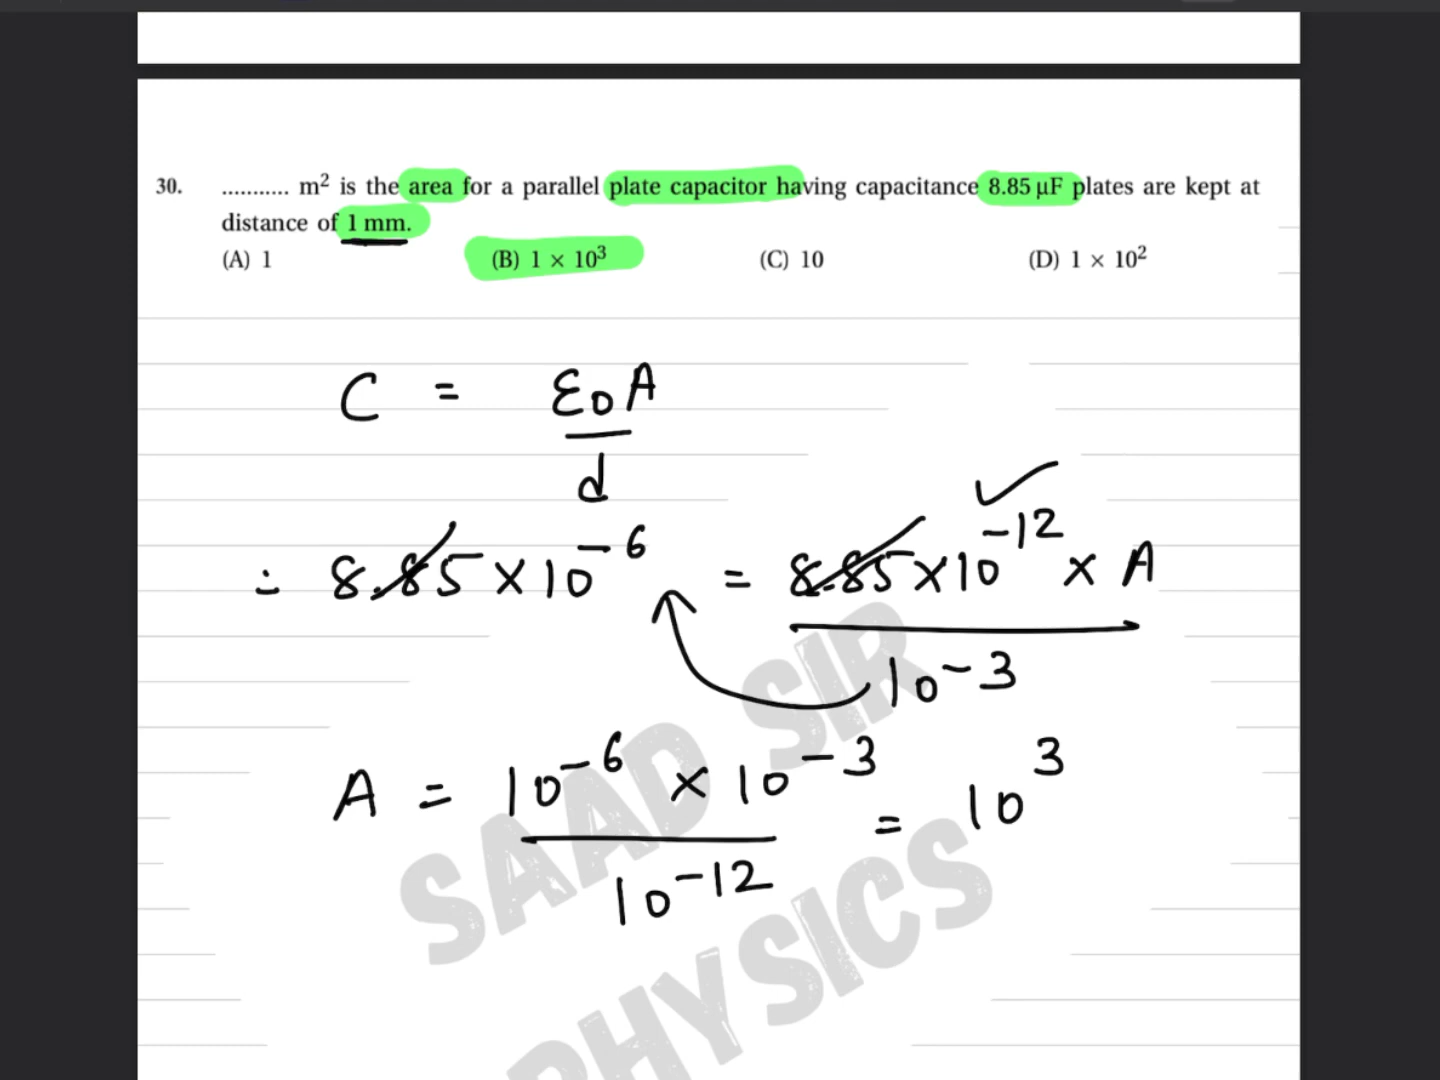 30. ........... m² is the area for a parallel plate capacitor having capacitance 8.85 μF plates are kept at
distance of 1 mm.
(A) 1 (B) 1 × 10³ (C) 10 (D) 1 × 10²
C = ε₀A
d
∴ 8.85 × 10⁻⁶ = 8.85 × 10⁻¹² × A
10⁻³
A = 10⁻⁶ × 10⁻³ = 10³
10⁻¹²
SAAD SIR
PHYSICS